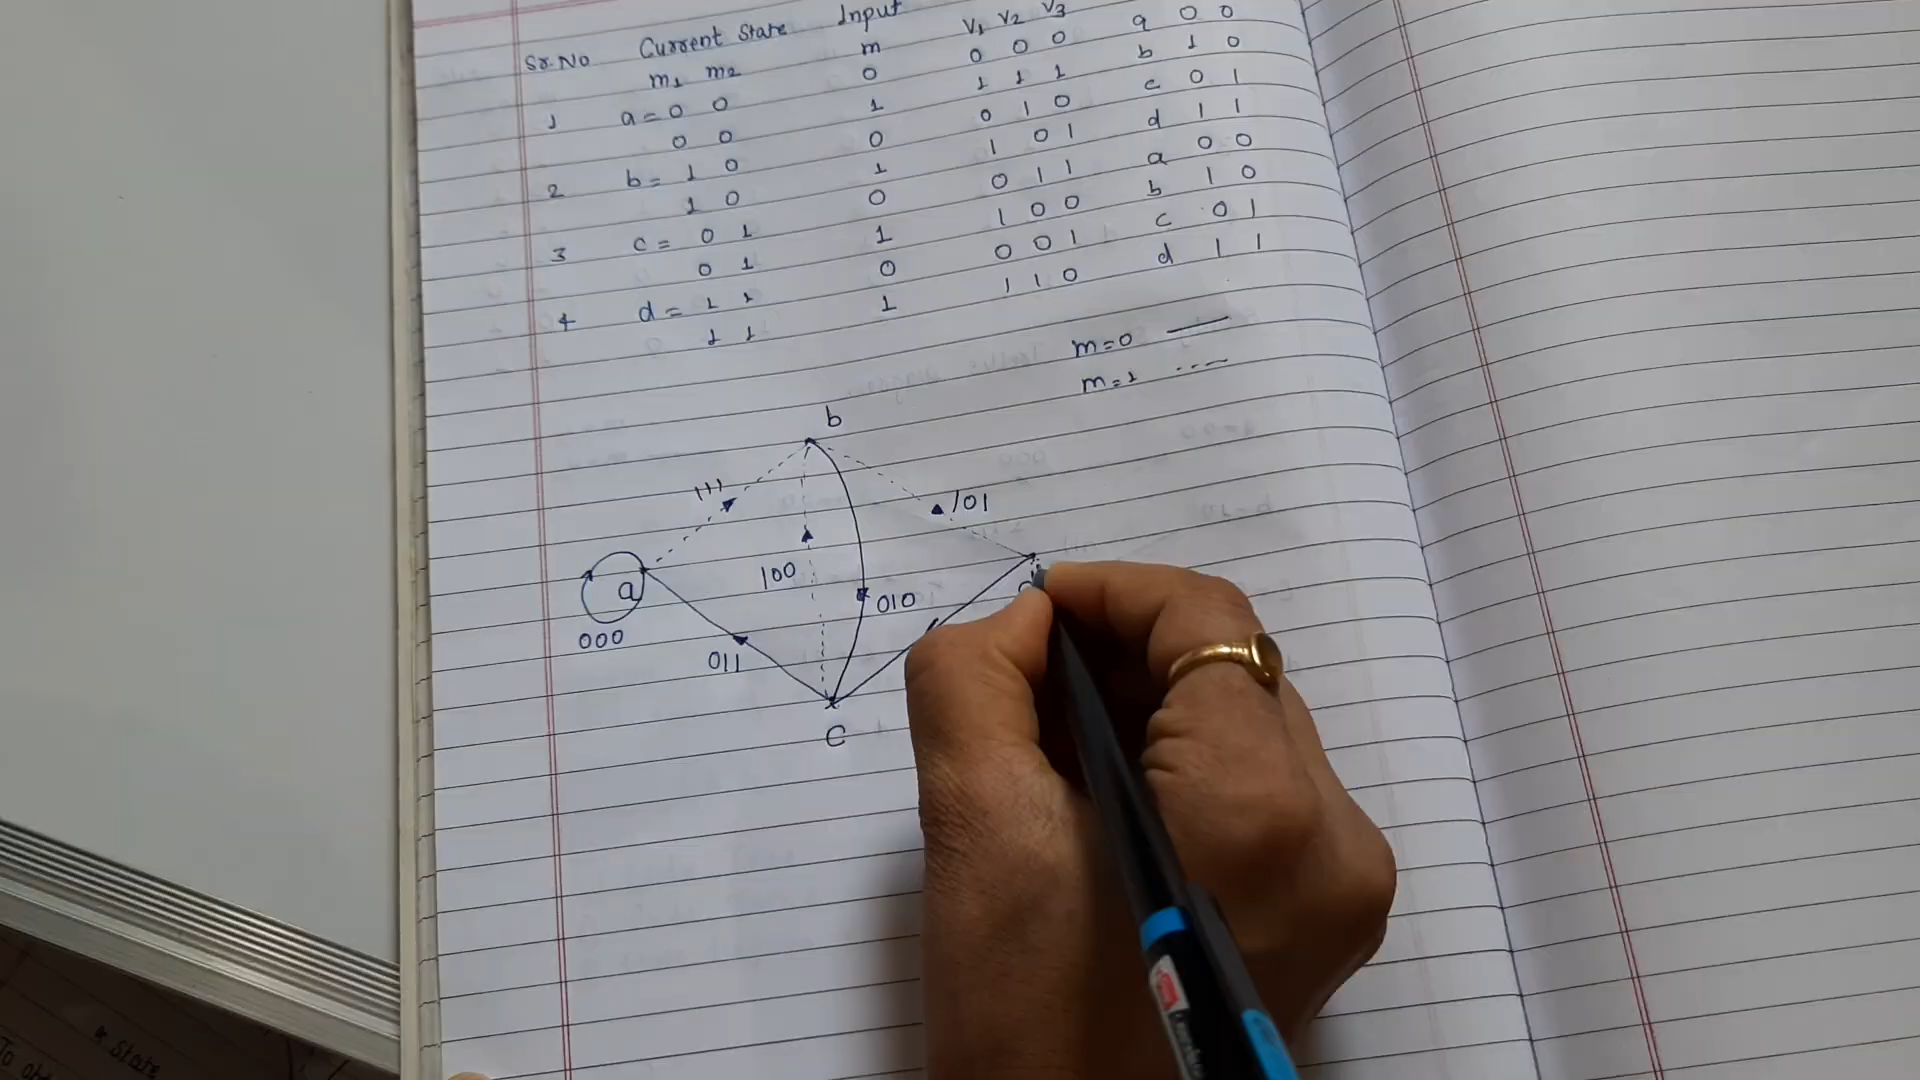 Sr.No Current State Input
m1 m2 m V1 V2 V3
1 a = 0 0 0 0 0 0 a 0 0
0 0 1 1 1 1 b 1 0
2 b = 1 0 0 0 1 0 c 0 1
1 0 1 1 0 1 d 1 1
3 c = 0 1 0 0 1 1 a 0 0
0 1 1 1 0 0 b 1 0
4 d = 1 1 0 0 0 1 c 0 1
1 1 1 1 1 0 d 1 1
m=0
m=1
b
111
101
100
a
010
000
011
C
* State
To